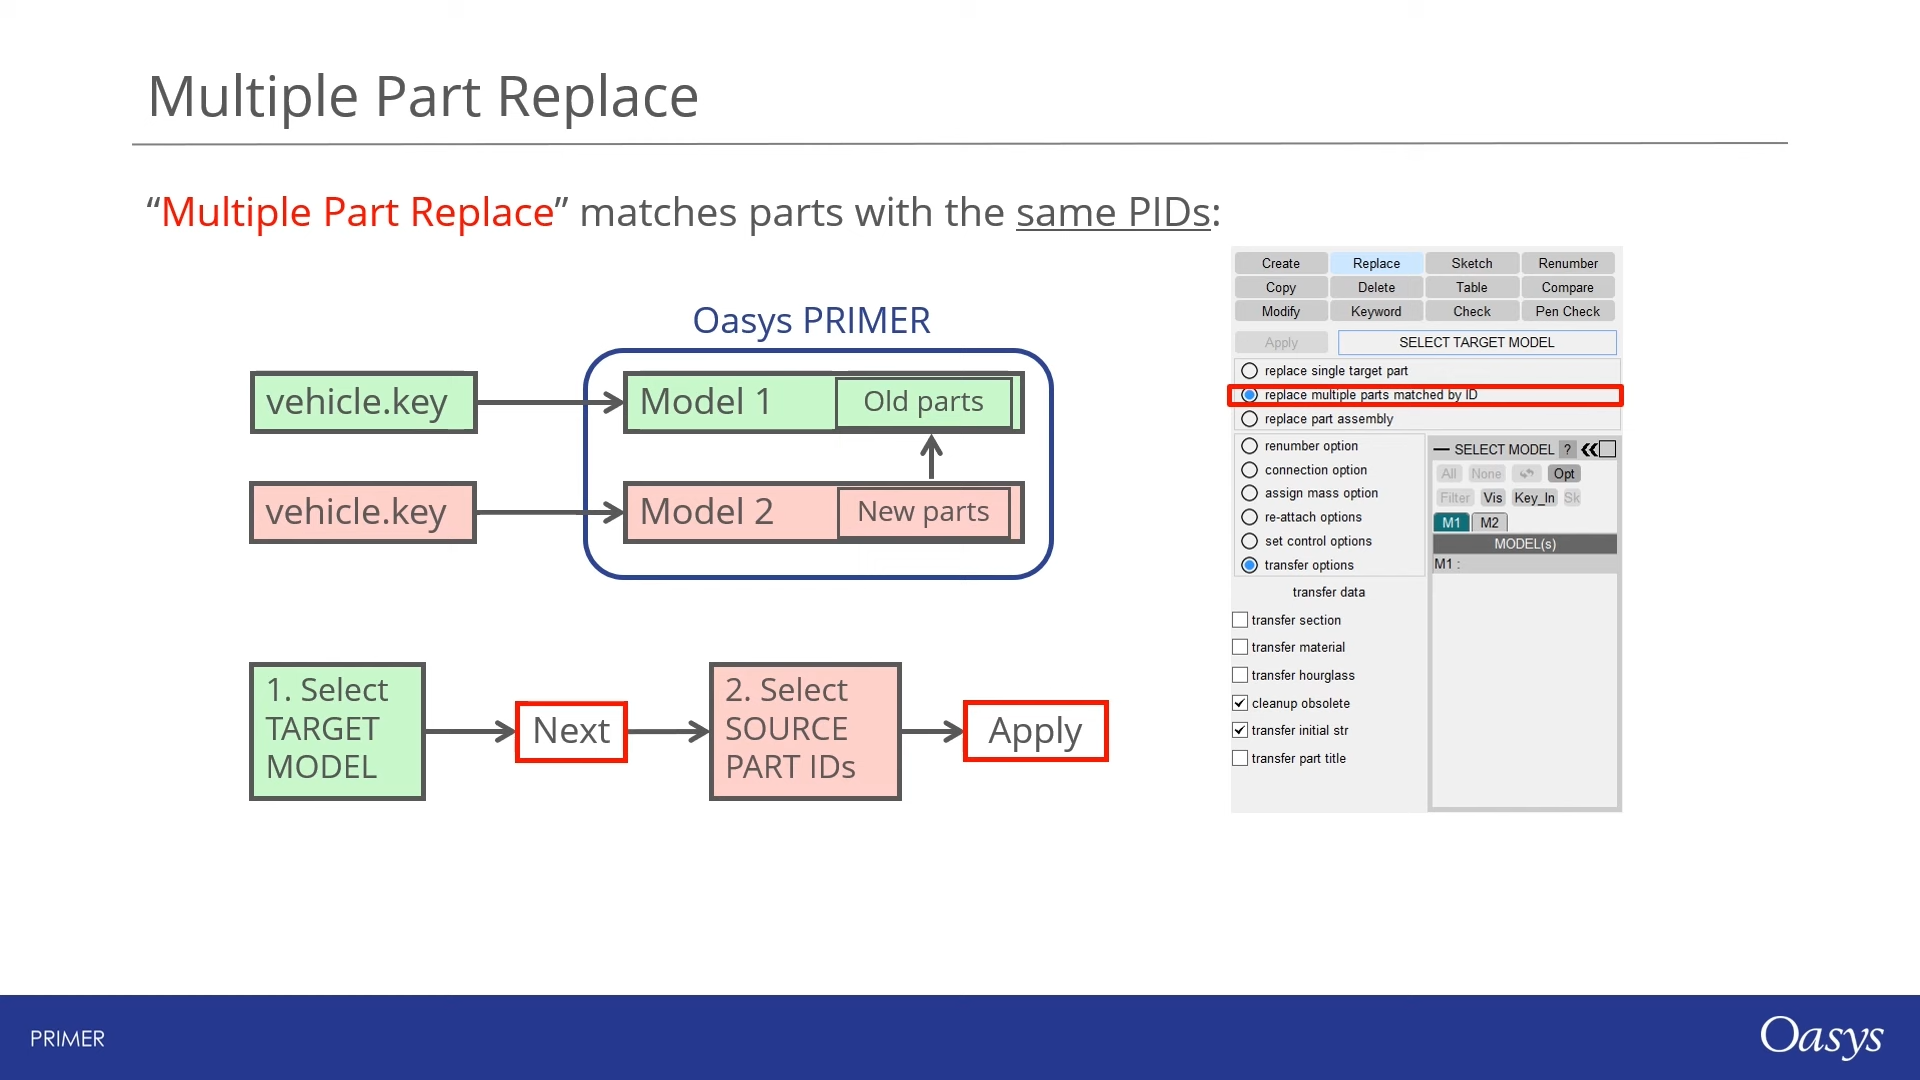 Multiple Part Replace
“Multiple Part Replace” matches parts with the same PIDs:
Oasys PRIMER
vehicle.key
Model 1
Old parts
vehicle.key
Model 2
New parts
1. Select
TARGET
MODEL
Next
2. Select
SOURCE
PART IDs
Apply
Create Replace Sketch Renumber
Copy Delete Table Compare
Modify Keyword Check Pen Check
Apply SELECT TARGET MODEL
replace single target part
replace multiple parts matched by ID
replace part assembly
renumber option
connection option
assign mass option
re-attach options
set control options
transfer options
transfer data
transfer section
transfer material
transfer hourglass
cleanup obsolete
transfer initial str
transfer part title
SELECT MODEL ?
All None Opt
Filter Vis Key_In Sk
M1 M2
MODEL(s)
M1 :
PRIMER
Oasys